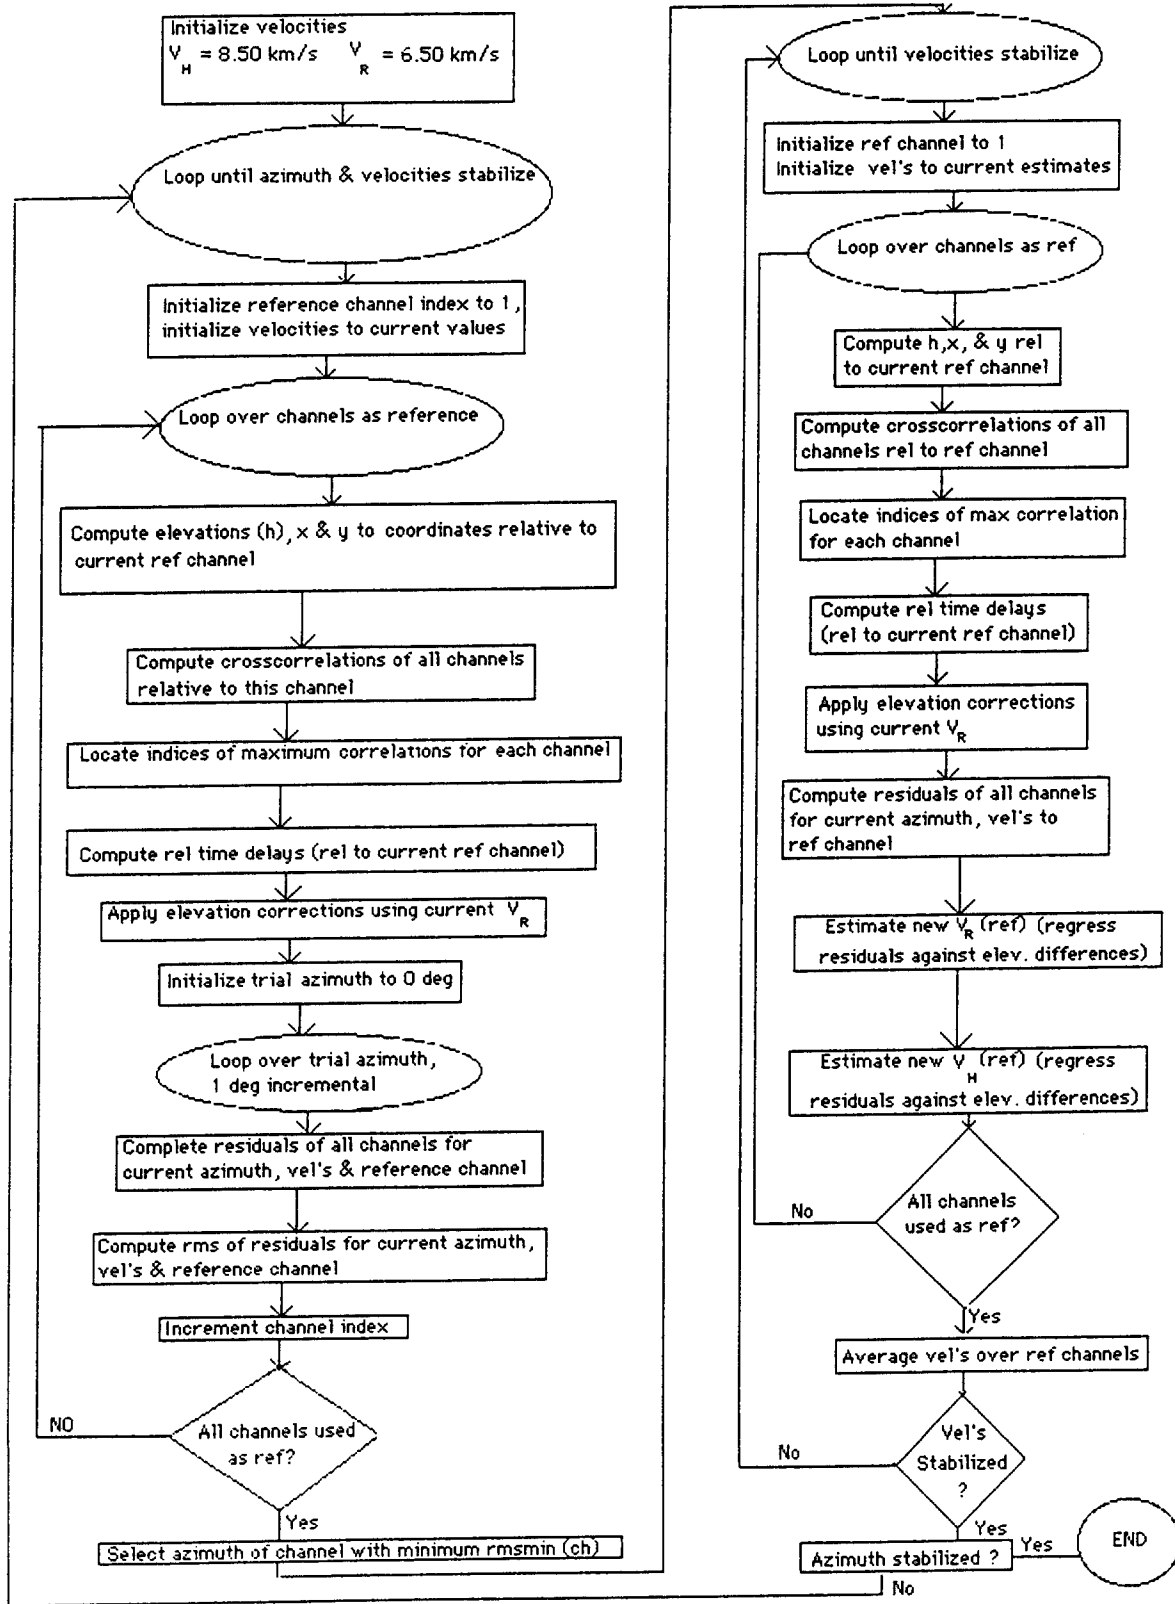 Initialize velocities
V H = 8.50 km/s V R = 6.50 km/s
Loop until azimuth & velocities stabilize
Initialize reference channel index to 1,
initialize velocities to current values
Loop over channels as reference
Compute elevations (h), x & y to coordinates relative to
current ref channel
Compute crosscorrelations of all channels
relative to this channel
Locate indices of maximum correlations for each channel
Compute rel time delays (rel to current ref channel)
Apply elevation corrections using current V R
Initialize trial azimuth to 0 deg
Loop over trial azimuth,
1 deg incremental
Complete residuals of all channels for
current azimuth, vel's & reference channel
Compute rms of residuals for current azimuth,
vel's & reference channel
Increment channel index
All channels used
as ref?
NO
Yes
Select azimuth of channel with minimum rmsmin (ch)
Loop until velocities stabilize
Initialize ref channel to 1
Initialize vel's to current estimates
Loop over channels as ref
Compute h,x, & y rel
to current ref channel
Compute crosscorrelations of all
channels rel to ref channel
Locate indices of max correlation
for each channel
Compute rel time delays
(rel to current ref channel)
Apply elevation corrections
using current V R
Compute residuals of all channels
for current azimuth, vel's to
ref channel
Estimate new V R (ref) (regress
residuals against elev. differences)
Estimate new V H (ref) (regress
residuals against elev. differences)
All channels
used as ref?
No
Yes
Average vel's over ref channels
Vel's
Stabilized
?
No
Yes
Azimuth stabilized ?
Yes
END
No